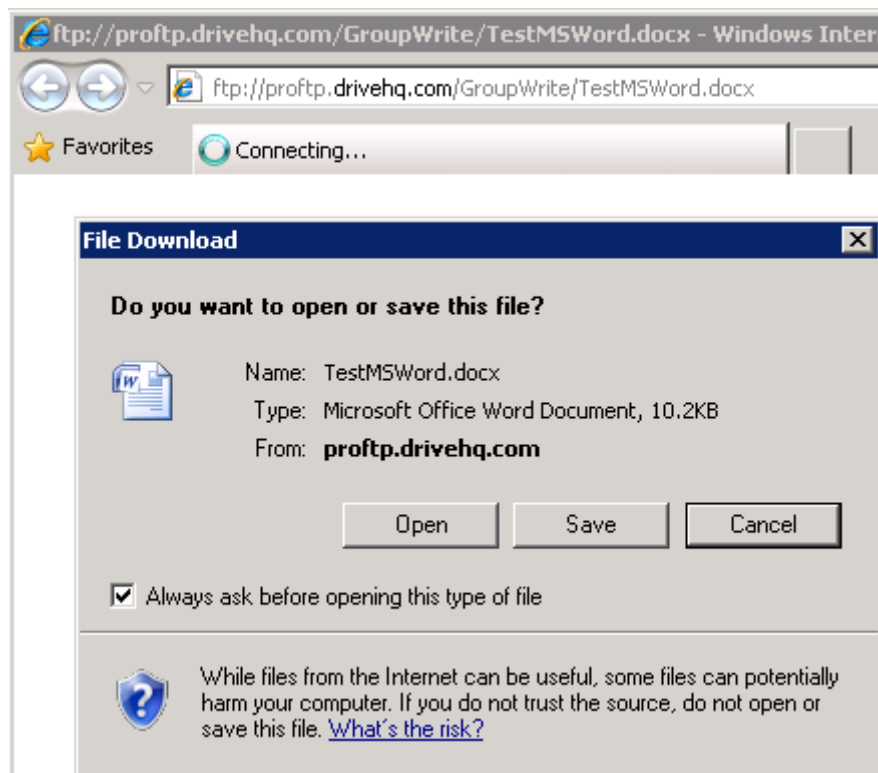 ftp://proftp.drivehq.com/GroupWrite/TestMSWord.docx - Windows Inter
ftp://proftp.drivehq.com/GroupWrite/TestMSWord.docx
Favorites
Connecting...
File Download
Do you want to open or save this file?
Name: TestMSWord.docx
Type: Microsoft Office Word Document, 10.2KB
From: proftp.drivehq.com
Open Save Cancel
Always ask before opening this type of file
While files from the Internet can be useful, some files can potentially
harm your computer. If you do not trust the source, do not open or
save this file. What's the risk?